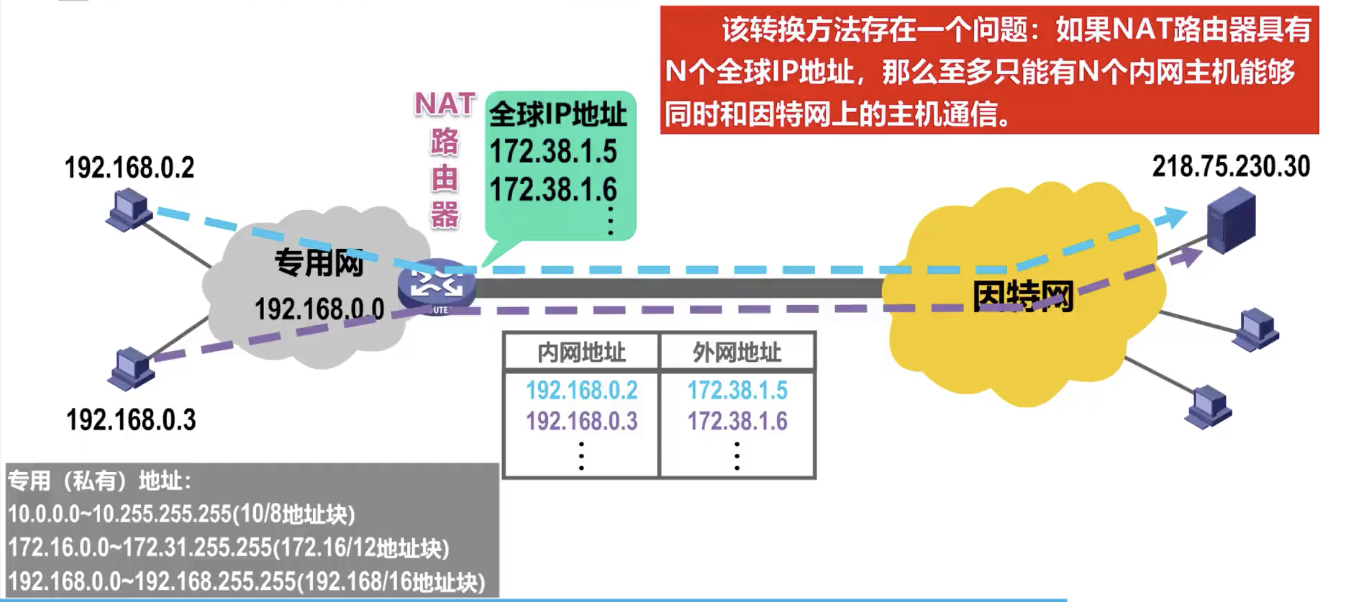 该转换方法存在一个问题：如果NAT路由器具有
N个全球IP地址，那么至多只能有N个内网主机能够
同时和因特网上的主机通信。
NAT
路
由
器
全球IP地址
172.38.1.5
172.38.1.6
⋮
192.168.0.2
218.75.230.30
专用网
192.168.0.0
UTE
因特网
192.168.0.3
内网地址 外网地址
192.168.0.2 172.38.1.5
192.168.0.3 172.38.1.6
⋮ ⋮
专用（私有）地址：
10.0.0.0~10.255.255.255(10/8地址块)
172.16.0.0~172.31.255.255(172.16/12地址块)
192.168.0.0~192.168.255.255(192.168/16地址块)